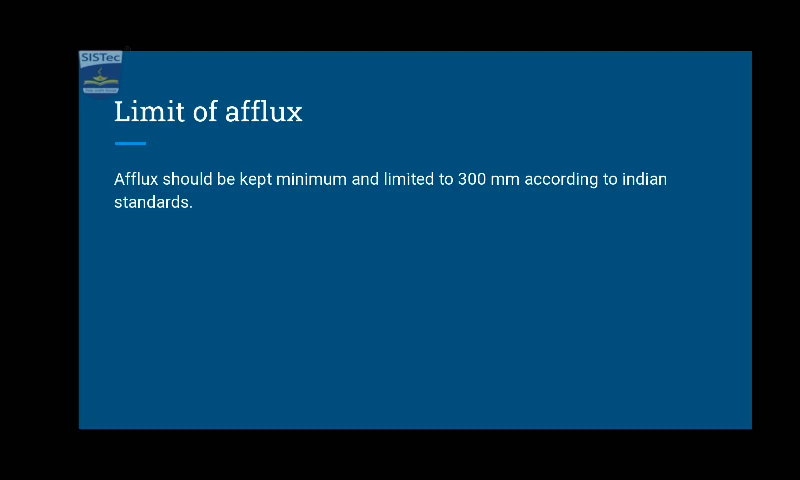 SISTec
Limit of afflux
Afflux should be kept minimum and limited to 300 mm according to indian
standards.